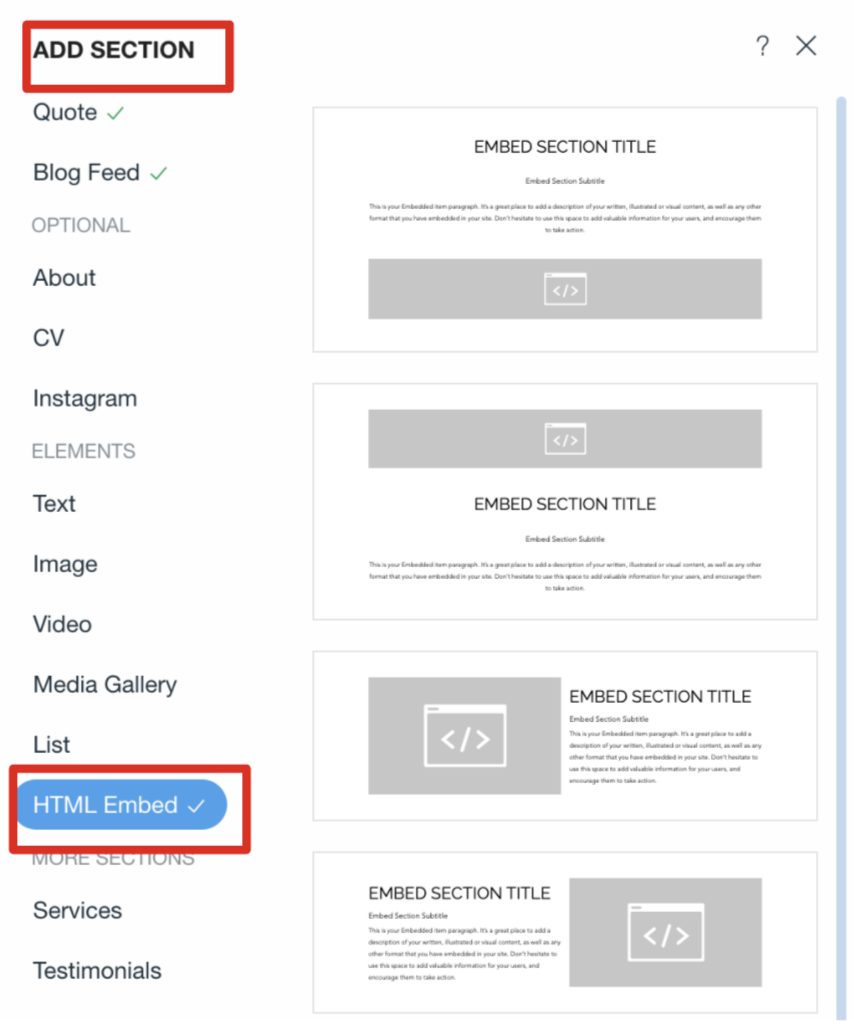 ADD SECTION
?
Quote
Blog Feed
OPTIONAL
About
CV
Instagram
ELEMENTS
Text
Image
Video
Media Gallery
List
HTML Embed
MORE SECTIONS
Services
Testimonials
EMBED SECTION TITLE
Embed Section Subtitle
This is your Embedded item paragraph. It's a great place to add a description of your written, illustrated or visual content, as well as any other
format that you have embedded in your site. Don't hesitate to use this space to add valuable information for your users, and encourage them
to take action.
</>
</>
EMBED SECTION TITLE
Embed Section Subtitle
This is your Embedded item paragraph. It's a great place to add a description of your written, illustrated or visual content, as well as any other
format that you have embedded in your site. Don't hesitate to use this space to add valuable information for your users, and encourage them
to take action.
</>
EMBED SECTION TITLE
Embed Section Subtitle
This is your Embedded item paragraph. It's a great place to add a
description of your written, illustrated or visual content, as well as any
other format that you have embedded in your site. Don't hesitate to
use this space to add valuable information for your users, and
encourage them to take action.
EMBED SECTION TITLE
Embed Section Subtitle
This is your Embedded item paragraph. It's a great place to add a
description of your written, illustrated or visual content, as well as any
other format that you have embedded in your site. Don't hesitate to
use this space to add valuable information for your users, and
encourage them to take action.
</>